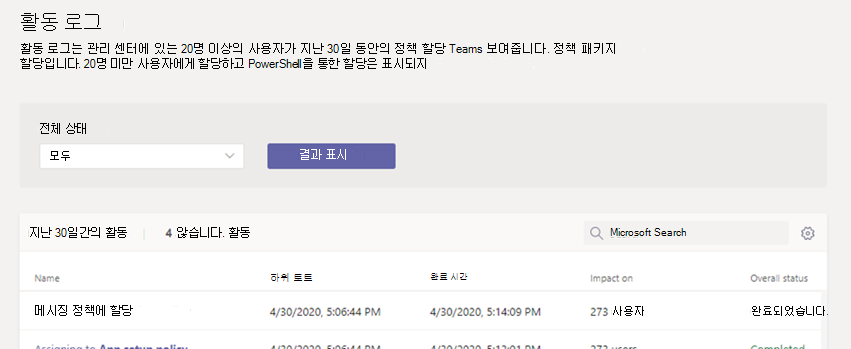 활동 로그
활동 로그는 관리 센터에 있는 20명 이상의 사용자가 지난 30일 동안의 정책 할당 Teams 보여줍니다. 정책 패키지
할당입니다. 20명 미만 사용자에게 할당하고 PowerShell을 통한 할당은 표시되지
전체 상태
모두
결과 표시
지난 30일간의 활동 4 않습니다. 활동 Microsoft Search
Name 하위 토트 완료 시간 Impact on Overall status
메시징 정책에 할당 4/30/2020, 5:06:44 PM 4/30/2020, 5:14:09 PM 273 사용자 완료되었습니다.
Assigning to App setup policy 4/30/2020, 5:06:44 PM 4/30/2020, 5:13:01 PM 273 users Completed